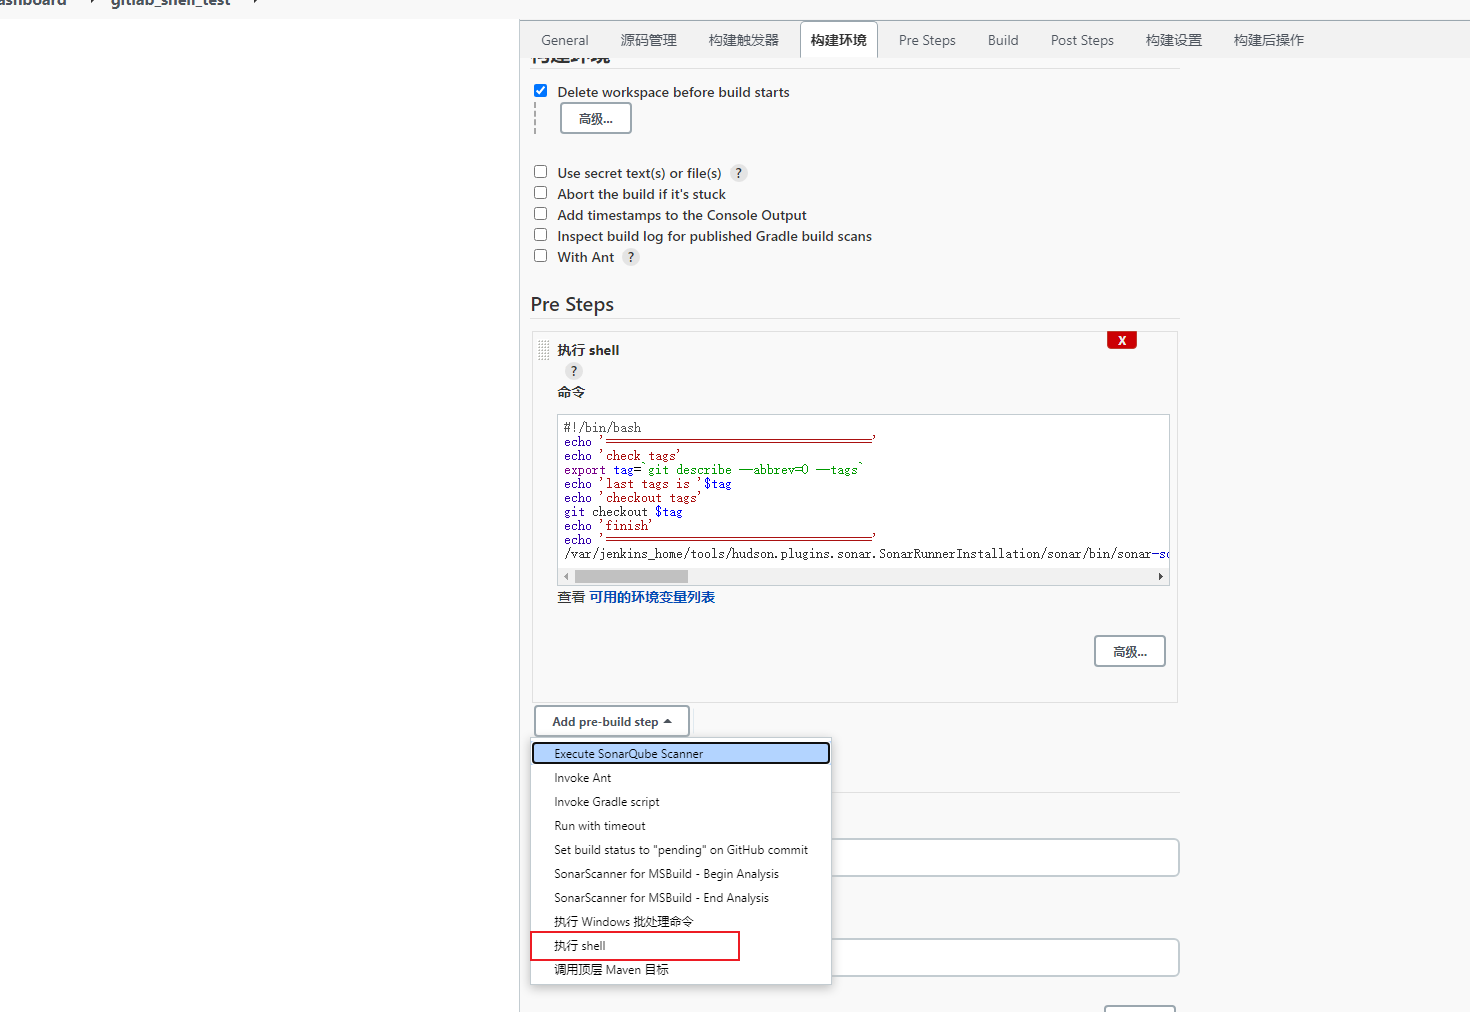 gitlab_shell_test
General 源码管理 构建触发器 构建环境 Pre Steps Build Post Steps 构建设置 构建后操作
构建环境
Delete workspace before build starts
高级...
Use secret text(s) or file(s) ?
Abort the build if it's stuck
Add timestamps to the Console Output
Inspect build log for published Gradle build scans
With Ant ?
Pre Steps
X
执行 shell
?
命令
#!/bin/bash
echo '======================================'
echo 'check tags'
export tag=`git describe --abbrev=0 --tags`
echo 'last tags is '$tag
echo 'checkout tags'
git checkout $tag
echo 'finish'
echo '======================================'
/var/jenkins_home/tools/hudson.plugins.sonar.SonarRunnerInstallation/sonar/bin/sonar-sc
查看 可用的环境变量列表
高级...
Add pre-build step
Execute SonarQube Scanner
Invoke Ant
Invoke Gradle script
Run with timeout
Set build status to "pending" on GitHub commit
SonarScanner for MSBuild - Begin Analysis
SonarScanner for MSBuild - End Analysis
执行 Windows 批处理命令
执行 shell
调用顶层 Maven 目标